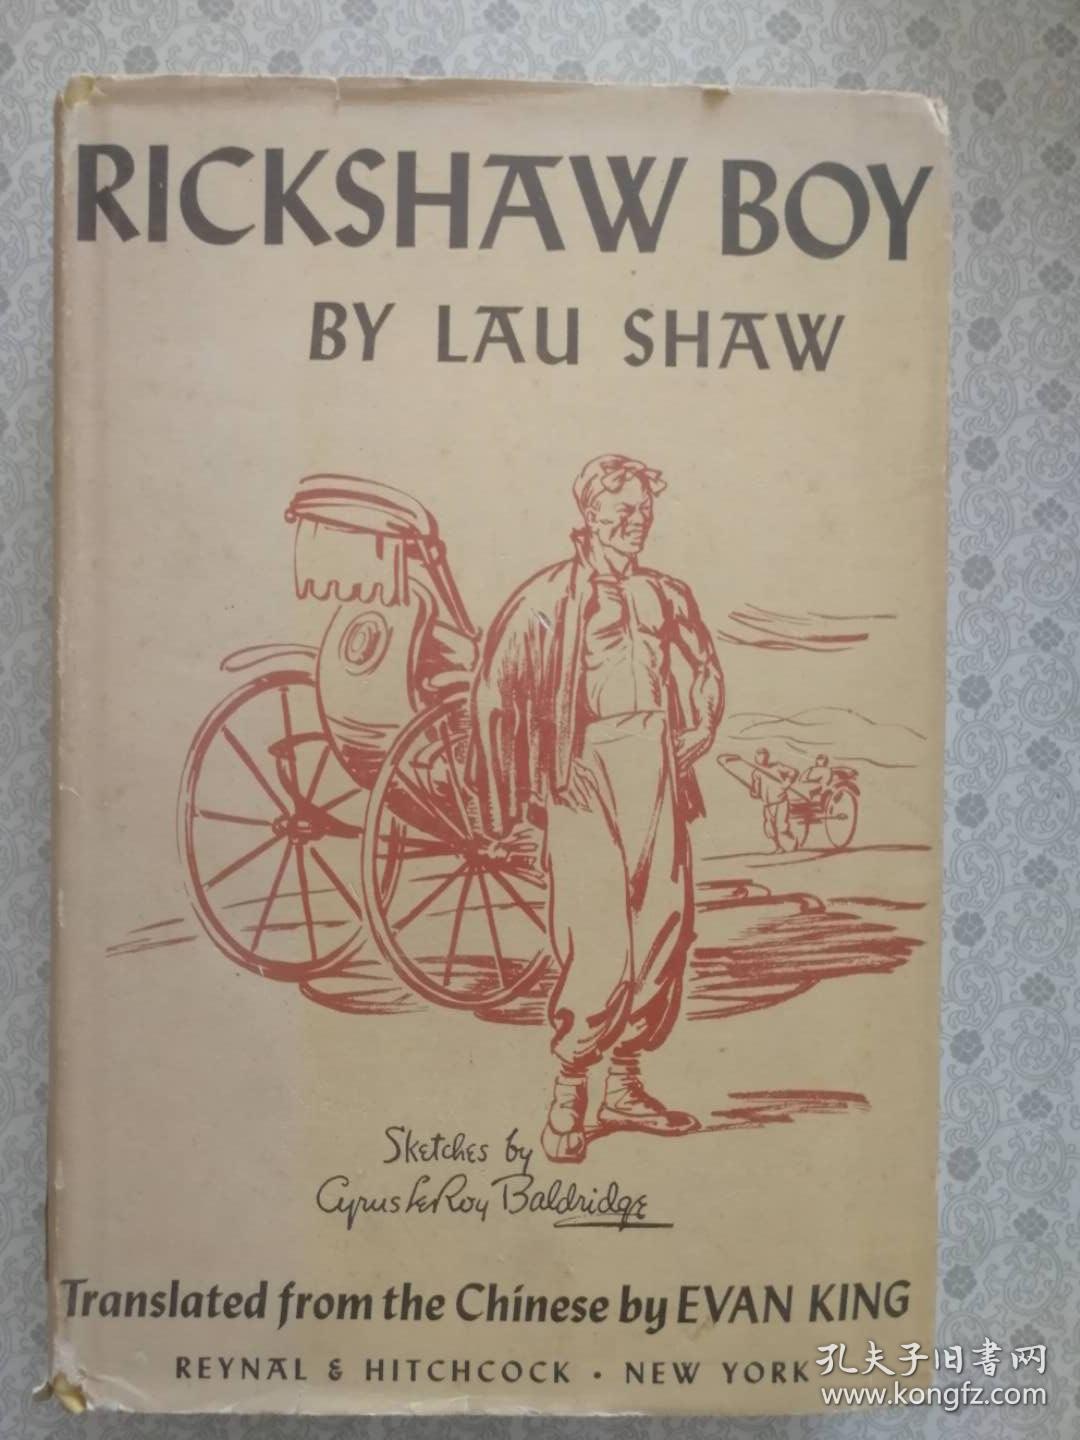 RICKSHAW BOY
BY LAU SHAW
Sketches by
Cyrus LeRoy Baldridge
Translated from the Chinese by EVAN KING
REYNAL & HITCHCOCK • NEW YORK
孔夫子旧書网
www.kongfz.com